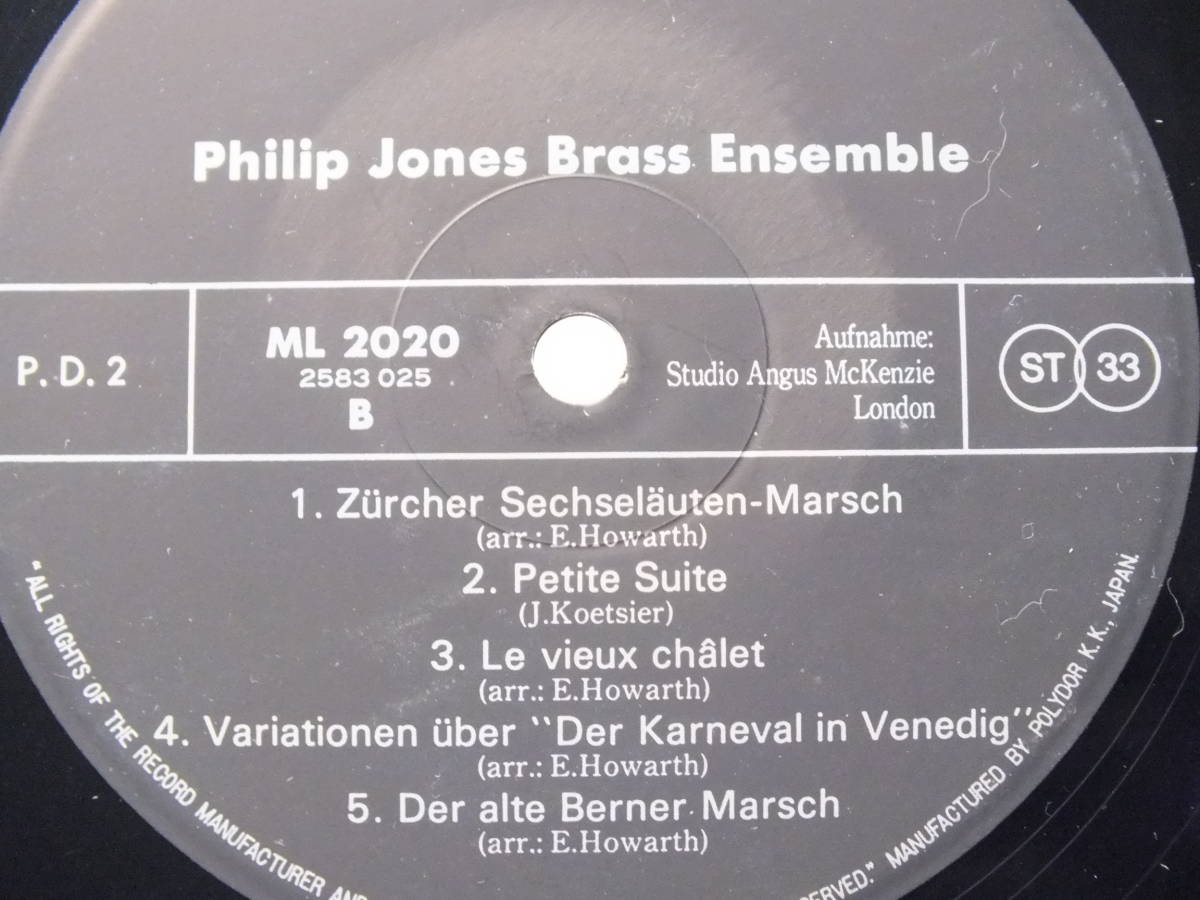 Philip Jones Brass Ensemble
P. D. 2
ML 2020
2583 025
B
Aufnahme:
Studio Angus McKenzie
London
ST 33
1. Zürcher Sechseläuten-Marsch
(arr.: E.Howarth)
2. Petite Suite
(J.Koetsier)
3. Le vieux châlet
(arr.: E.Howarth)
4. Variationen über "Der Karneval in Venedig"
(arr.: E.Howarth)
5. Der alte Berner Marsch
(arr.: E.Howarth)
"ALL RIGHTS OF THE RECORD MANUFACTURER AND
MANUFACTURED BY POLYDOR K.K., JAPAN.